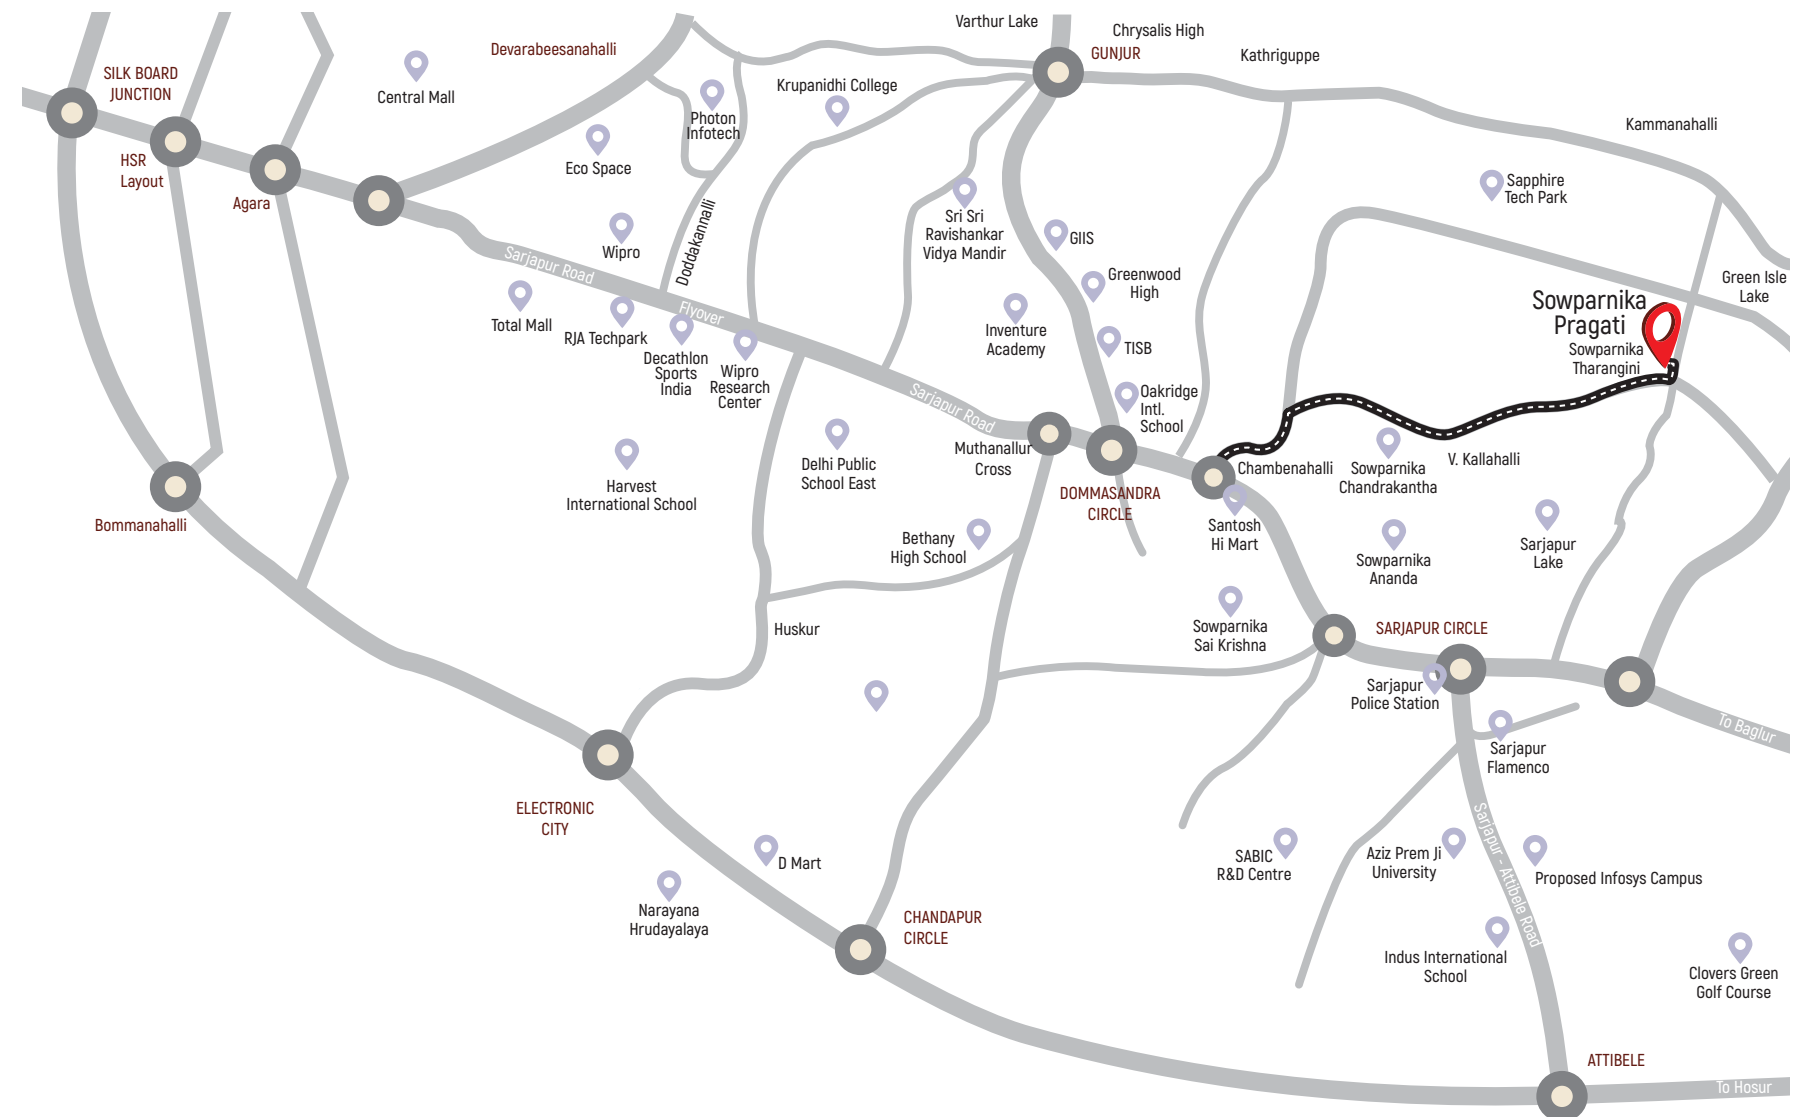 Varthur Lake
Chrysalis High
GUNJUR
Kathriguppe
Devarabeesanahalli
SILK BOARD
JUNCTION
Central Mall
Krupanidhi College
Photon
Infotech
Kammanahalli
HSR
Layout
Eco Space
Agara
Sapphire
Tech Park
Sri Sri
Ravishankar
Vidya Mandir
GIIS
Doddakannalli
Wipro
Sarjapur Road
Greenwood
High
Green Isle
Lake
Total Mall
RJA Techpark
Flyover
Decathlon
Sports
India
Wipro
Research
Center
Inventure
Academy
TISB
Sowparnika
Pragati
Sowparnika
Tharangini
Sarjapur Road
Oakridge
Intl.
School
Muthanallur
Cross
Delhi Public
School East
Harvest
International School
Chambenahalli
Sowparnika
Chandrakantha
V. Kallahalli
DOMMASANDRA
CIRCLE
Bommanahalli
Santosh
Hi Mart
Bethany
High School
Sowparnika
Ananda
Sarjapur
Lake
Huskur
Sowparnika
Sai Krishna
SARJAPUR CIRCLE
Sarjapur
Police Station
To Baglur
Sarjapur
Flamenco
ELECTRONIC
CITY
D Mart
SABIC
R&D Centre
Aziz Prem Ji
University
Sarjapur - Attibele Road
Proposed Infosys Campus
Narayana
Hrudayalaya
CHANDAPUR
CIRCLE
Indus International
School
Clovers Green
Golf Course
ATTIBELE
To Hosur